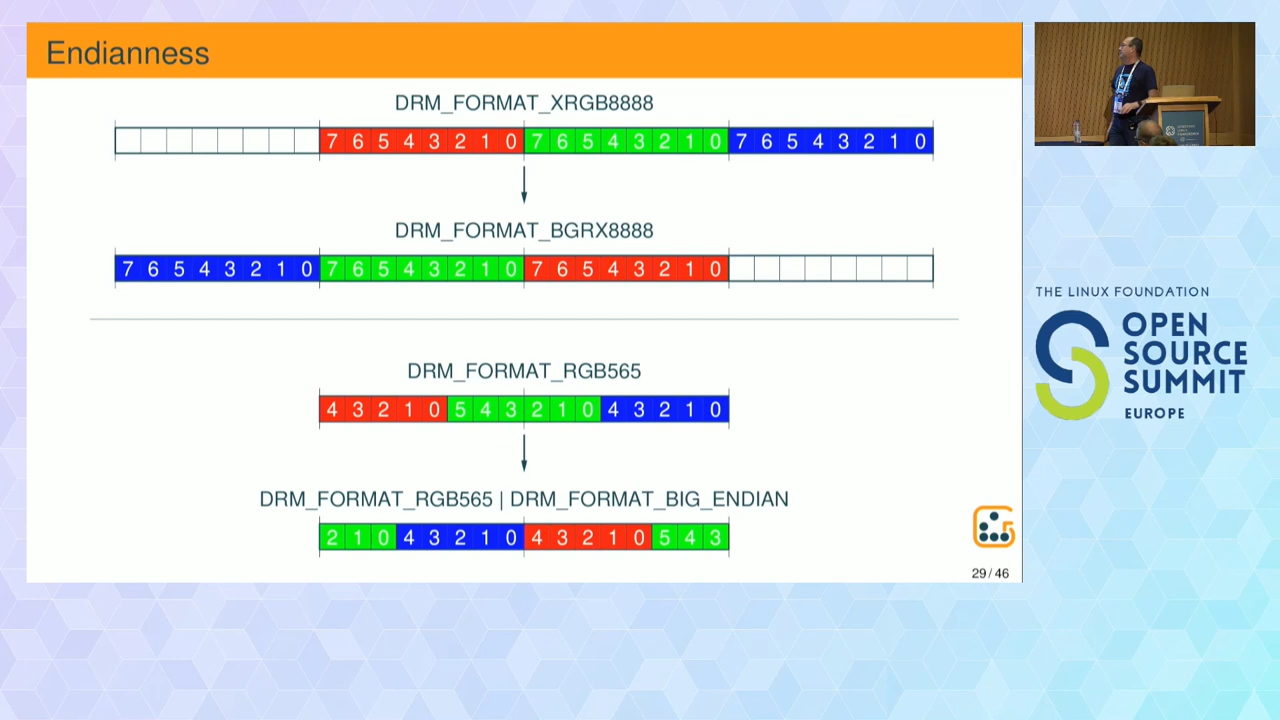 Endianness
DRM_FORMAT_XRGB8888
7 6 5 4 3 2 1 0 7 6 5 4 3 2 1 0 7 6 5 4 3 2 1 0
DRM_FORMAT_BGRX8888
7 6 5 4 3 2 1 0 7 6 5 4 3 2 1 0 7 6 5 4 3 2 1 0
DRM_FORMAT_RGB565
4 3 2 1 0 5 4 3 2 1 0 4 3 2 1 0
DRM_FORMAT_RGB565 | DRM_FORMAT_BIG_ENDIAN
2 1 0 4 3 2 1 0 4 3 2 1 0 5 4 3
29 / 46
THE LINUX FOUNDATION
OPEN
SOURCE
SUMMIT
EUROPE